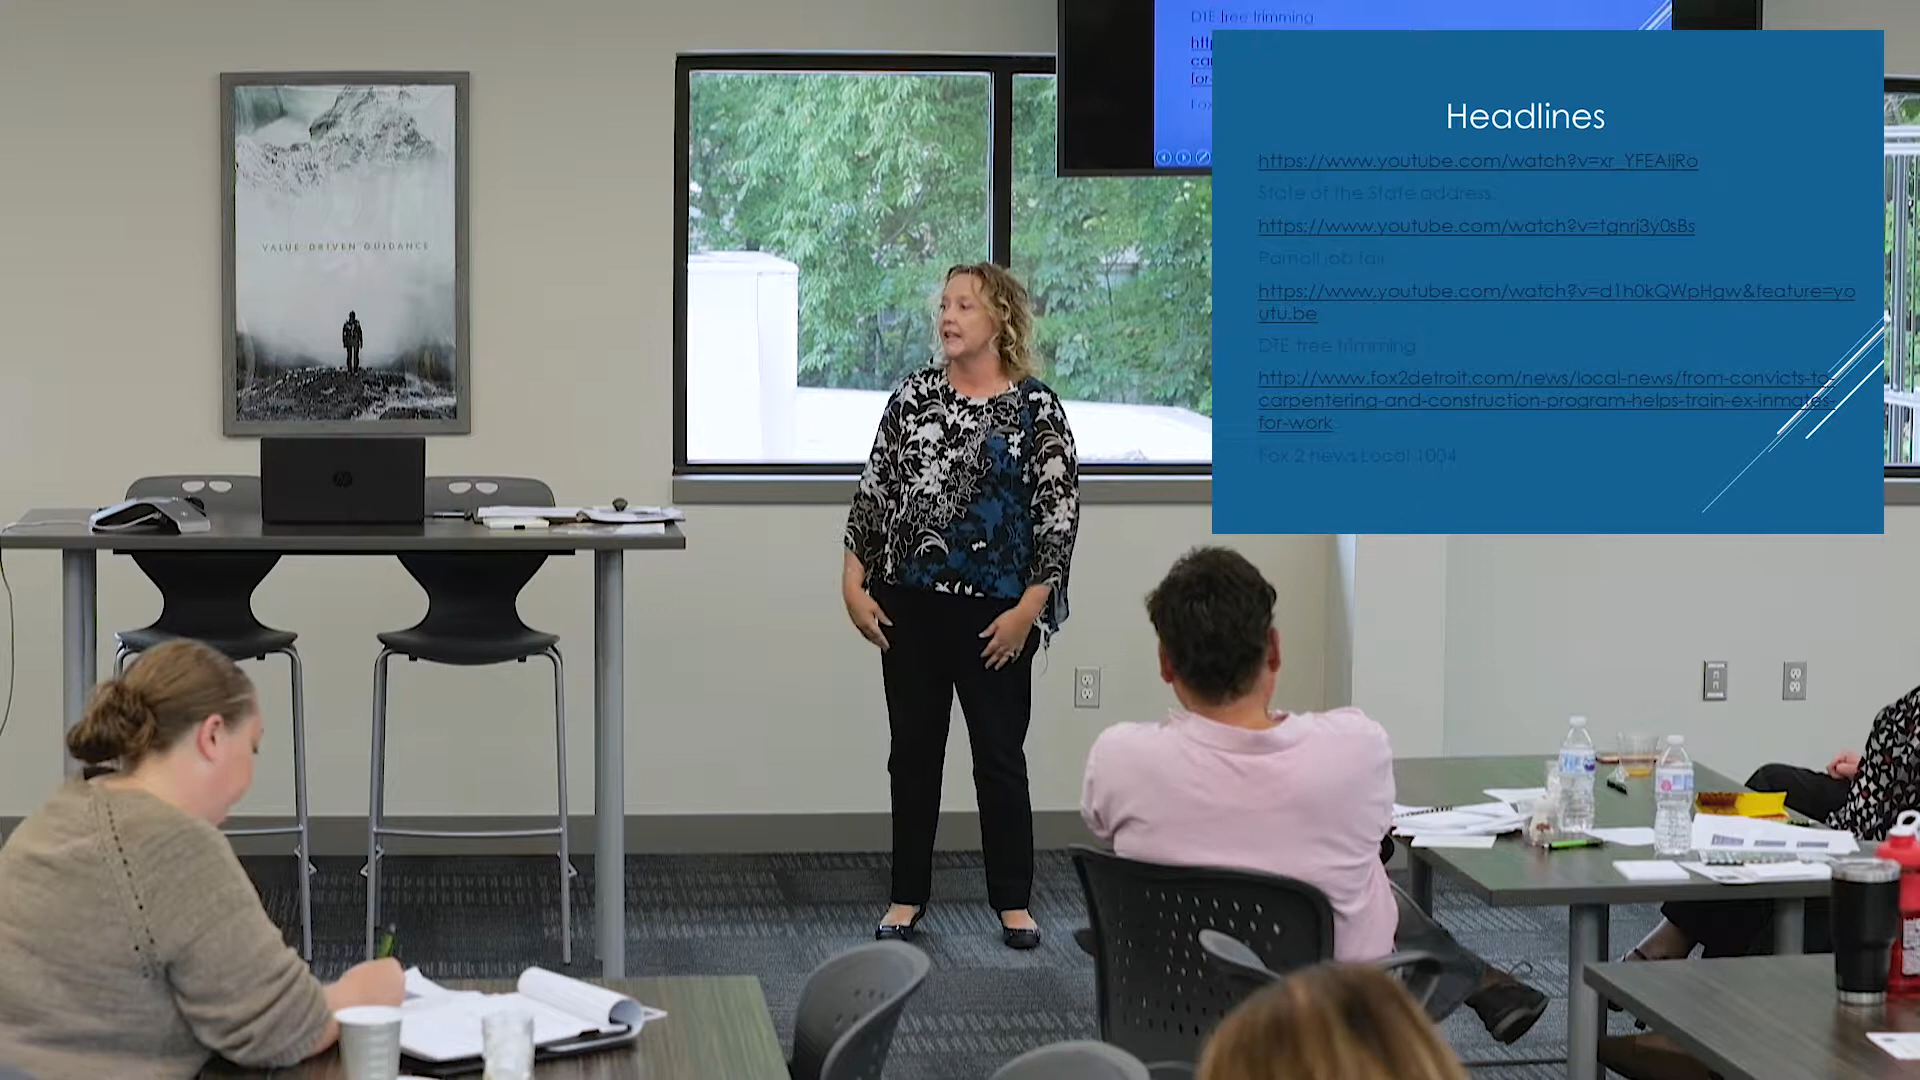 DTE tree trimming
VALUE DRIVEN GUIDANCE
Headlines
https://www.youtube.com/watch?v=xr_YFEAIjRo
State of the State address
https://www.youtube.com/watch?v=tgnrj3y0sBs
Parnall job fair
https://www.youtube.com/watch?v=d1h0kQWpHgw&feature=yo
utu.be
DTE tree trimming
http://www.fox2detroit.com/news/local-news/from-convicts-to-
carpentering-and-construction-program-helps-train-ex-inmates-
for-work
Fox 2 news Local 1004
hp